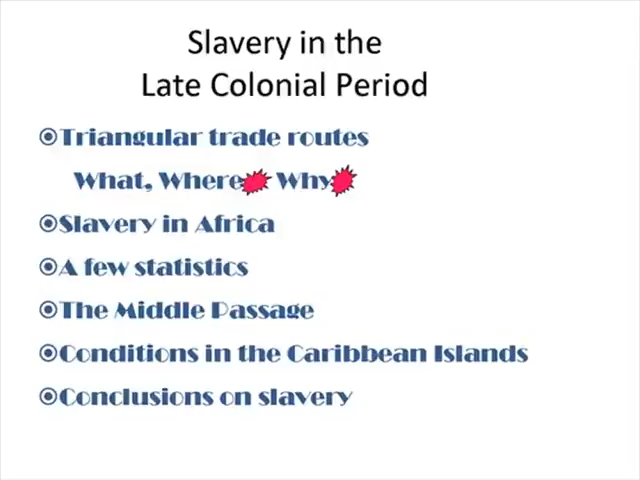 Slavery in the
Late Colonial Period
Triangular trade routes
What, Where Why
Slavery in Africa
A few statistics
The Middle Passage
Conditions in the Caribbean Islands
Conclusions on slavery